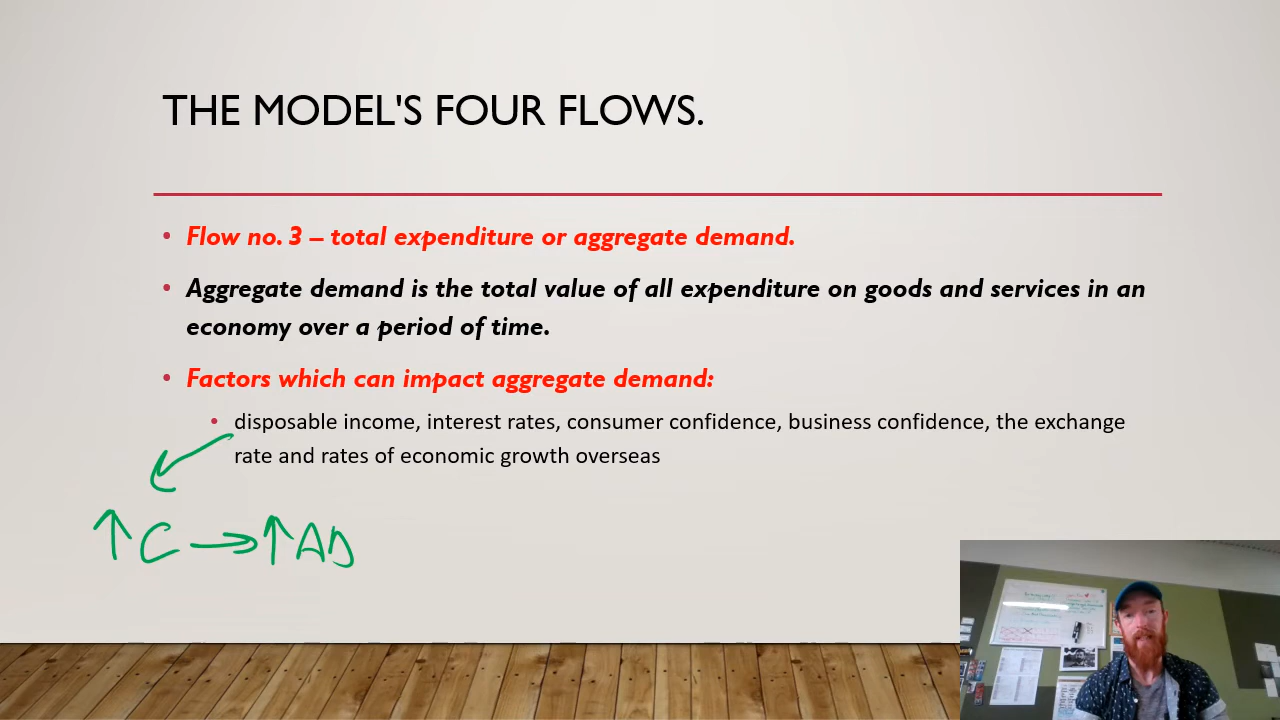 THE MODEL'S FOUR FLOWS.
• Flow no. 3 – total expenditure or aggregate demand.
• Aggregate demand is the total value of all expenditure on goods and services in an
economy over a period of time.
• Factors which can impact aggregate demand:
• disposable income, interest rates, consumer confidence, business confidence, the exchange
rate and rates of economic growth overseas
↑ C → ↑ AD